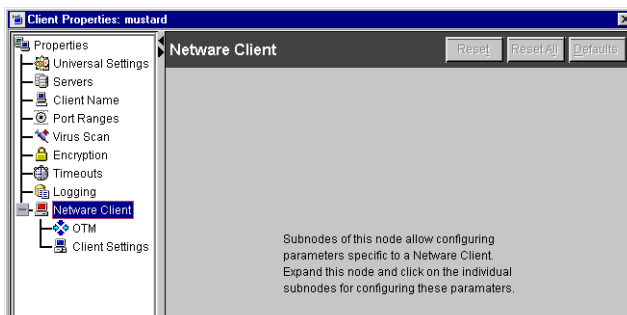 Client Properties: mustard
Properties
Universal Settings
Servers
Client Name
Port Ranges
Virus Scan
Encryption
Timeouts
Logging
Netware Client
OTM
Client Settings
Netware Client
Reset
Reset All
Defaults
Subnodes of this node allow configuring
parameters specific to a Netware Client.
Expand this node and click on the individual
subnodes for configuring these paramaters.